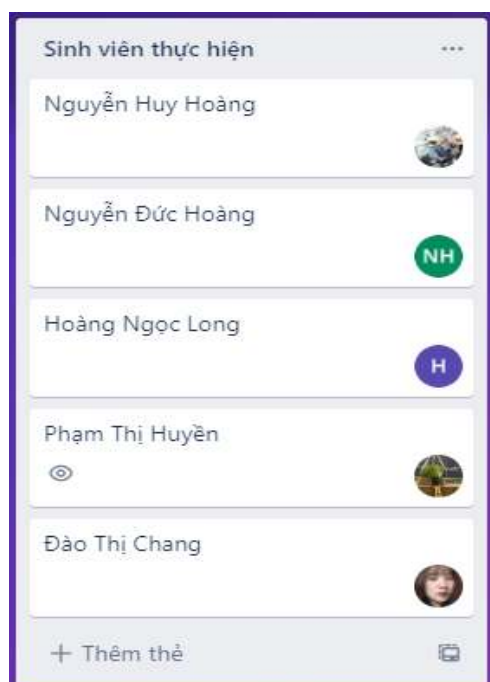 Sinh viên thực hiện
Nguyễn Huy Hoàng
Nguyễn Đức Hoàng
NH
Hoàng Ngọc Long
H
Phạm Thị Huyền
Đào Thị Chang
Thêm thẻ